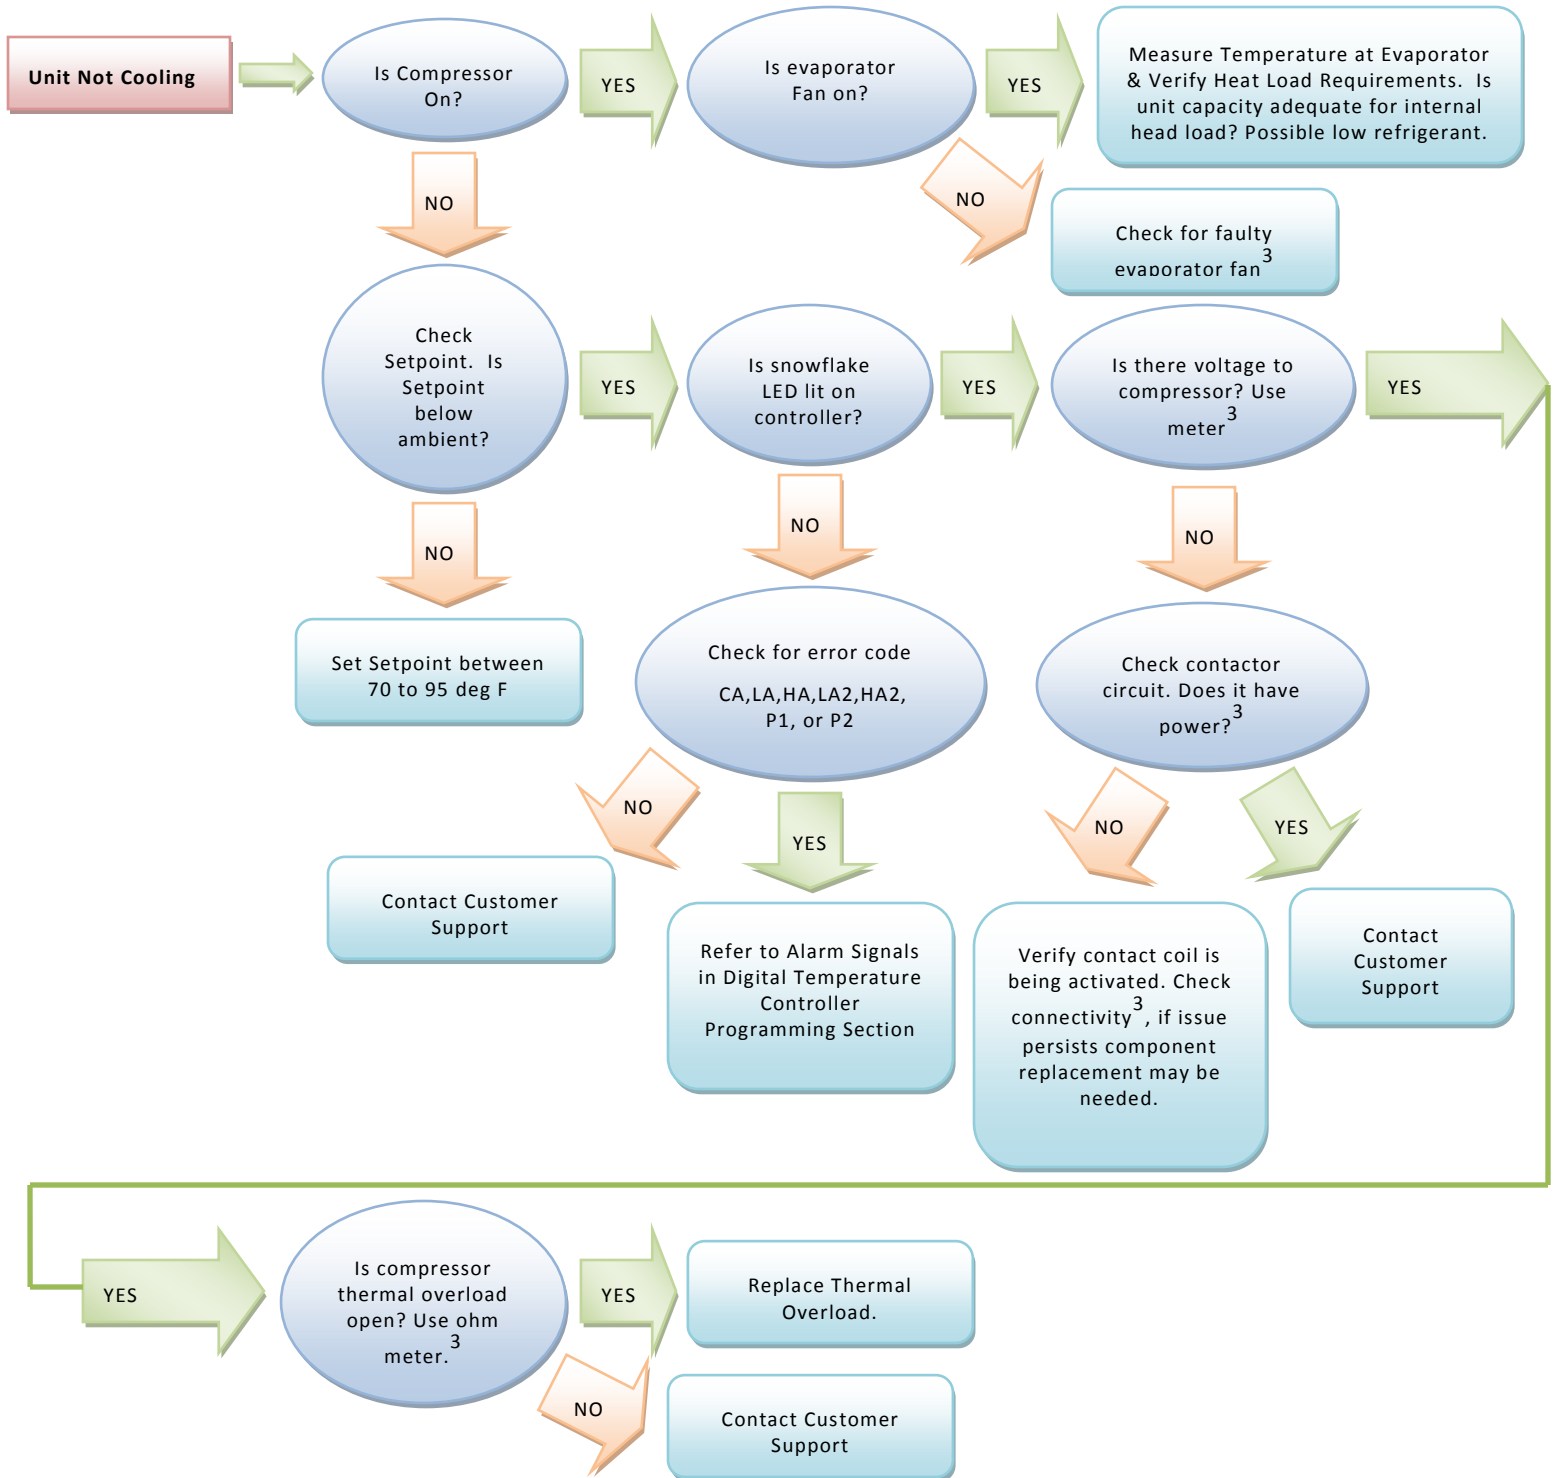 Unit Not Cooling
Is Compressor
On?
YES
Is evaporator
Fan on?
YES
Measure Temperature at Evaporator
& Verify Heat Load Requirements. Is
unit capacity adequate for internal
head load? Possible low refrigerant.
NO
NO
Check for faulty
evaporator fan3
Check
Setpoint. Is
Setpoint
below
ambient?
YES
Is snowflake
LED lit on
controller?
YES
Is there voltage to
compressor? Use
meter3
YES
NO
NO
NO
Set Setpoint between
70 to 95 deg F
Check for error code
CA,LA,HA,LA2,HA2,
P1, or P2
Check contactor
circuit. Does it have
power?3
NO
YES
NO
YES
Contact Customer
Support
Refer to Alarm Signals
in Digital Temperature
Controller
Programming Section
Verify contact coil is
being activated. Check
connectivity3, if issue
persists component
replacement may be
needed.
Contact
Customer
Support
YES
Is compressor
thermal overload
open? Use ohm
meter.3
YES
Replace Thermal
Overload.
NO
Contact Customer
Support